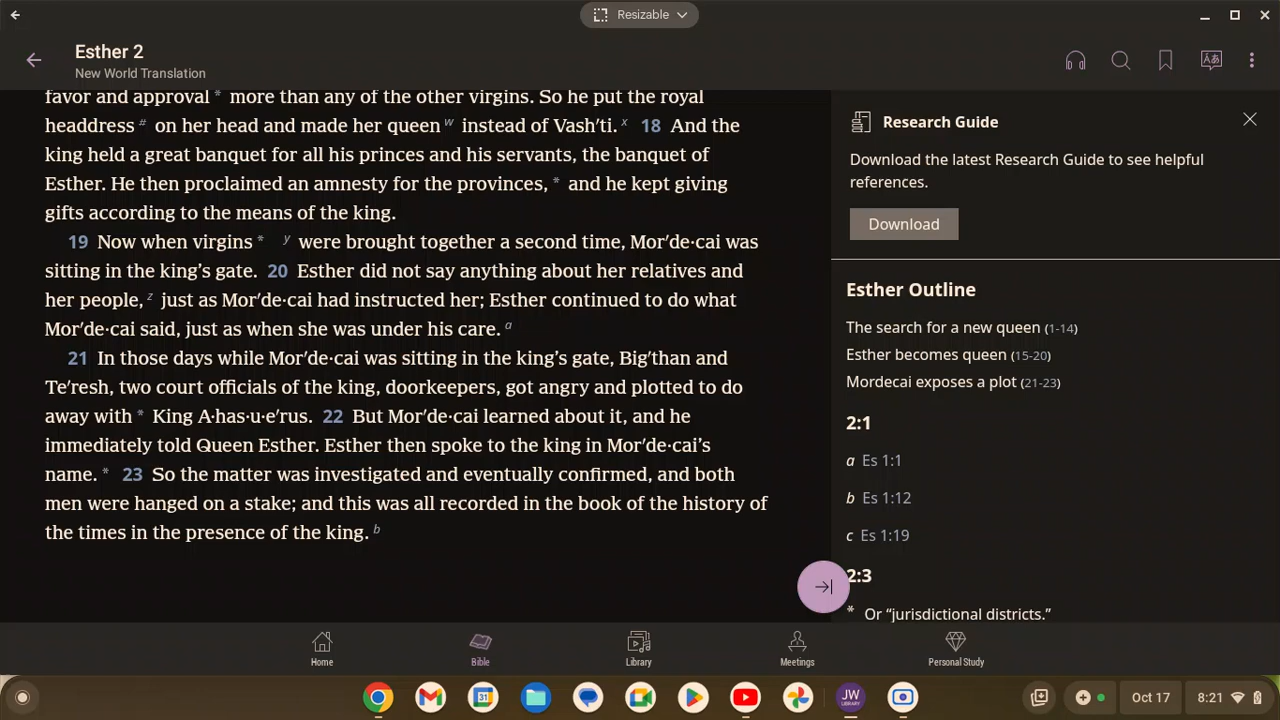 Resizable
Esther 2
New World Translation
favor and approval * more than any of the other virgins. So he put the royal
headdress # on her head and made her queen w instead of Vashʹti. x 18 And the
king held a great banquet for all his princes and his servants, the banquet of
Esther. He then proclaimed an amnesty for the provinces, * and he kept giving
gifts according to the means of the king.
19 Now when virgins * y were brought together a second time, Morʹde·cai was
sitting in the king’s gate. 20 Esther did not say anything about her relatives and
her people, z just as Morʹde·cai had instructed her; Esther continued to do what
Morʹde·cai said, just as when she was under his care. a
21 In those days while Morʹde·cai was sitting in the king’s gate, Bigʹthan and
Teʹresh, two court officials of the king, doorkeepers, got angry and plotted to do
away with * King A·has·u·eʹrus. 22 But Morʹde·cai learned about it, and he
immediately told Queen Esther. Esther then spoke to the king in Morʹde·cai’s
name. * 23 So the matter was investigated and eventually confirmed, and both
men were hanged on a stake; and this was all recorded in the book of the history of
the times in the presence of the king. b
Research Guide
Download the latest Research Guide to see helpful
references.
Download
Esther Outline
The search for a new queen (1-14)
Esther becomes queen (15-20)
Mordecai exposes a plot (21-23)
2:1
a Es 1:1
b Es 1:12
c Es 1:19
2:3
* Or “jurisdictional districts.”
Home
Bible
Library
Meetings
Personal Study
31
JW
LIBRARY
Oct 17
8:21